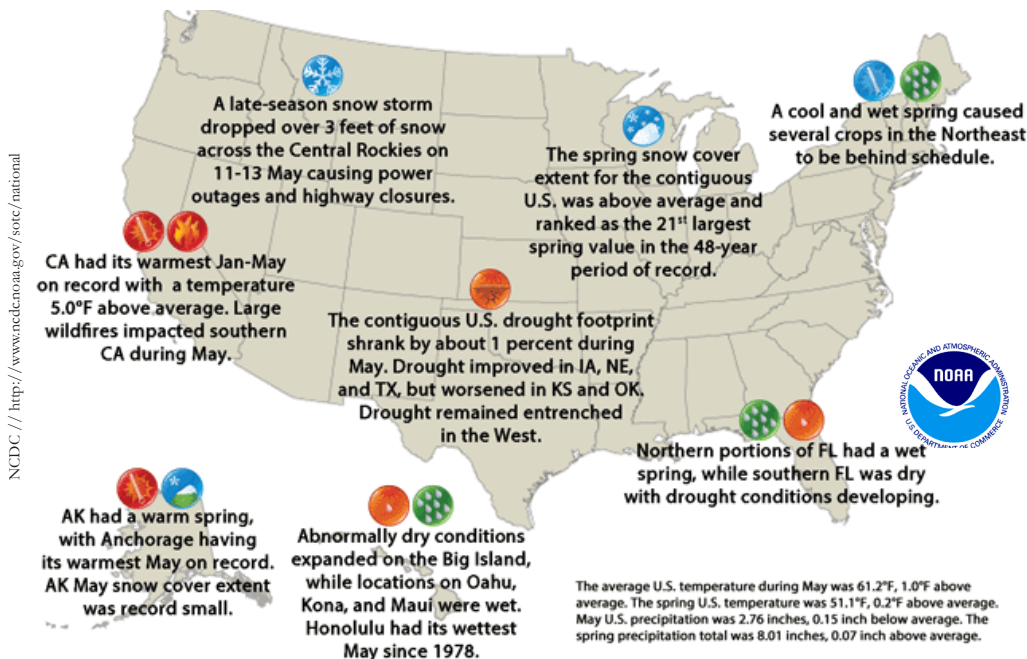 A late-season snow storm
dropped over 3 feet of snow
across the Central Rockies on
11-13 May causing power
outages and highway closures.
The spring snow cover
extent for the contiguous
U.S. was above average and
ranked as the 21st largest
spring value in the 48-year
period of record.
A cool and wet spring caused
several crops in the Northeast
to be behind schedule.
CA had its warmest Jan-May
on record with a temperature
5.0°F above average. Large
wildfires impacted southern
CA during May.
The contiguous U.S. drought footprint
shrank by about 1 percent during
May. Drought improved in IA, NE,
and TX, but worsened in KS and OK.
Drought remained entrenched
in the West.
NATIONAL OCEANIC AND ATMOSPHERIC ADMINISTRATION
NOAA
U.S. DEPARTMENT OF COMMERCE
Northern portions of FL had a wet
spring, while southern FL was dry
with drought conditions developing.
AK had a warm spring,
with Anchorage having
its warmest May on record.
AK May snow cover extent
was record small.
Abnormally dry conditions
expanded on the Big Island,
while locations on Oahu,
Kona, and Maui were wet.
Honolulu had its wettest
May since 1978.
The average U.S. temperature during May was 61.2°F, 1.0°F above
average. The spring U.S. temperature was 51.1°F, 0.2°F above average.
May U.S. precipitation was 2.76 inches, 0.15 inch below average. The
spring precipitation total was 8.01 inches, 0.07 inch above average.
NCDC // http://www.ncdc.noaa.gov/sotc/national